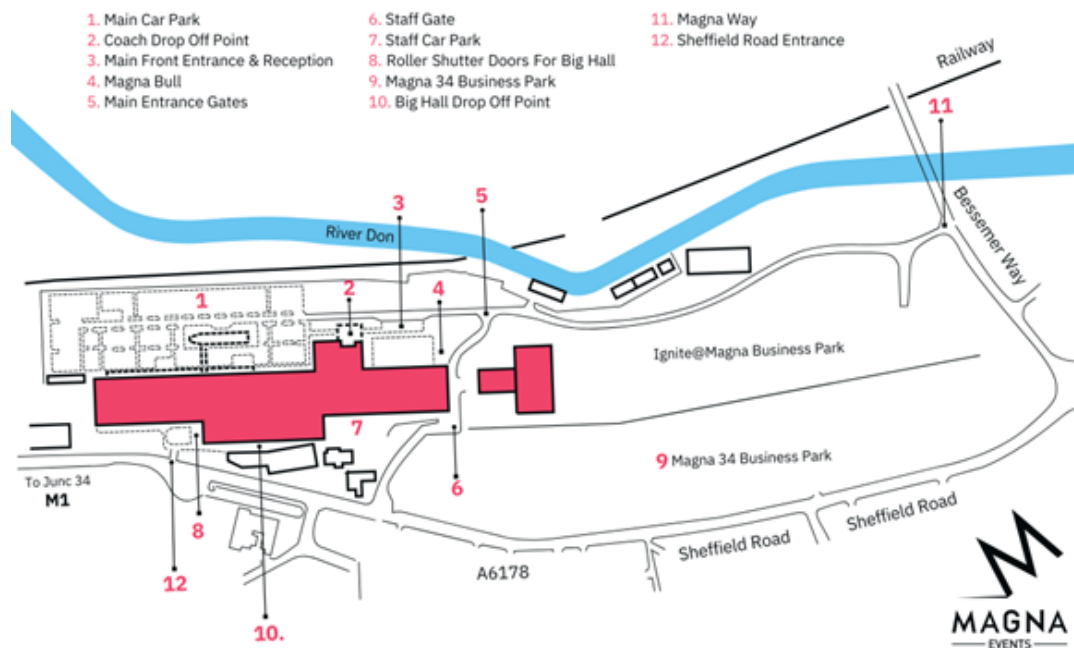 1. Main Car Park
2. Coach Drop Off Point
3. Main Front Entrance & Reception
4. Magna Bull
5. Main Entrance Gates
6. Staff Gate
7. Staff Car Park
8. Roller Shutter Doors For Big Hall
9. Magna 34 Business Park
10. Big Hall Drop Off Point
11. Magna Way
12. Sheffield Road Entrance
Railway
11
Bessemer Way
River Don
3
5
1
2
4
Ignite@Magna Business Park
7
9 Magna 34 Business Park
To Junc 34
M1
6
8
Sheffield Road
Sheffield Road
A6178
12
10.
MAGNA
EVENTS